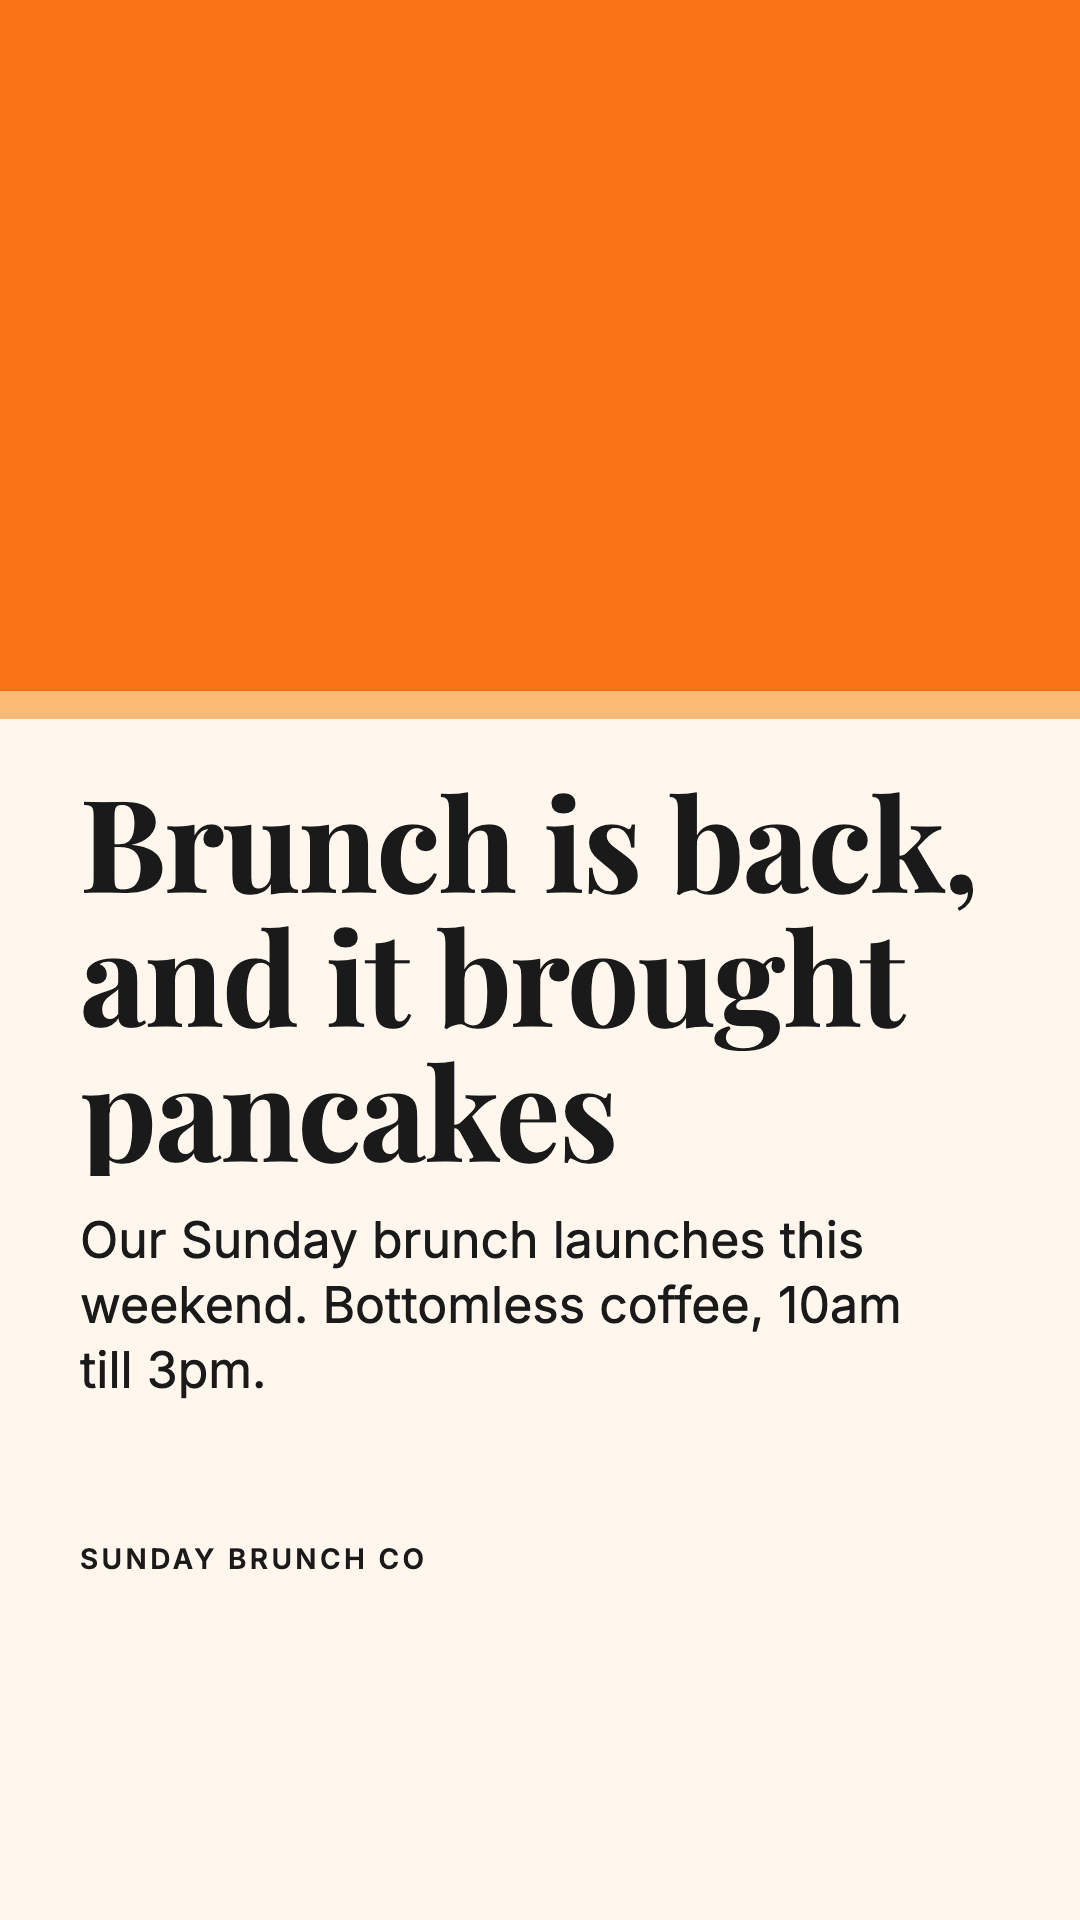 Brunch is back,
and it brought
pancakes
Our Sunday brunch launches this
weekend. Bottomless coffee, 10am
till 3pm.
SUNDAY BRUNCH CO